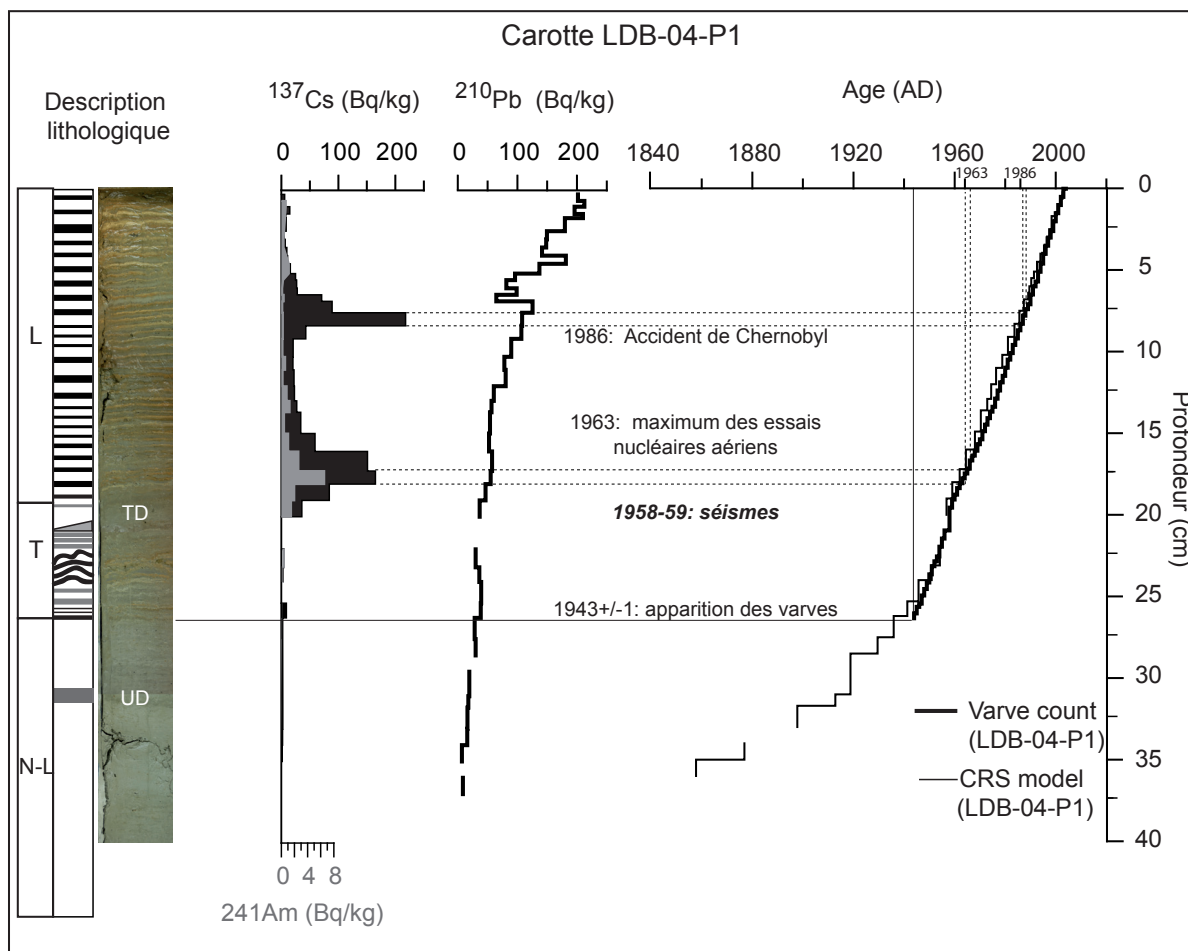 Carotte LDB-04-P1
Description
lithologique
137Cs (Bq/kg)
210Pb (Bq/kg)
Age (AD)
0 100 200
0 100 200
1840 1880 1920 1960 2000
1963 1986
L
T
N-L
TD
UD
1986: Accident de Chernobyl
1963: maximum des essais
nucléaires aériens
1958-59: séismes
1943+/-1: apparition des varves
0
5
10
15
20
25
30
35
40
Profondeur (cm)
Varve count
(LDB-04-P1)
CRS model
(LDB-04-P1)
0 4 8
241Am (Bq/kg)